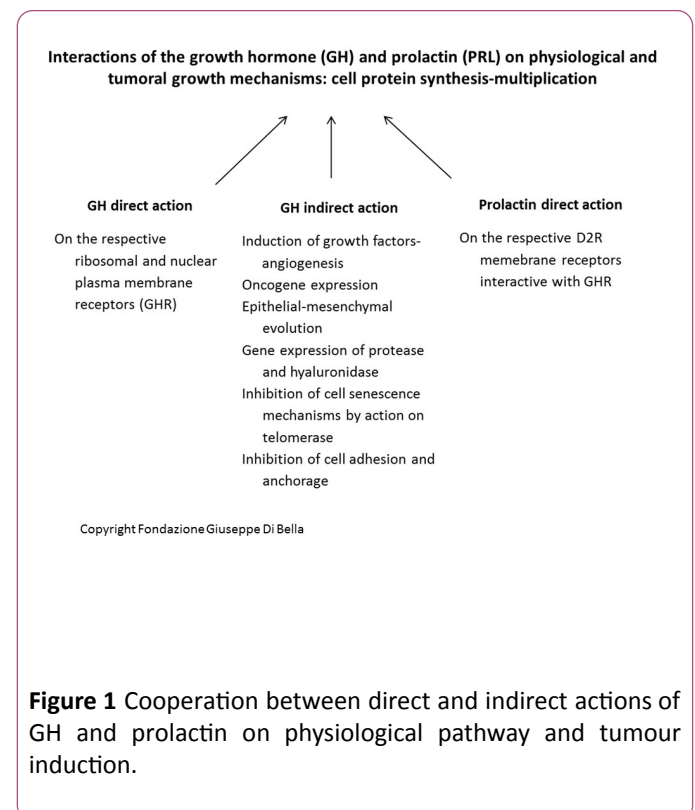 Interactions of the growth hormone (GH) and prolactin (PRL) on physiological and
tumoral growth mechanisms: cell protein synthesis-multiplication
GH direct action
On the respective
ribosomal and nuclear
plasma membrane
receptors (GHR)
GH indirect action
Induction of growth factors-
angiogenesis
Oncogene expression
Epithelial-mesenchymal
evolution
Gene expression of protease
and hyaluronidase
Inhibition of cell senescence
mechanisms by action on
telomerase
Inhibition of cell adhesion and
anchorage
Prolactin direct action
On the respective D2R
memebrane receptors
interactive with GHR
Copyright Fondazione Giuseppe Di Bella
Figure 1 Cooperation between direct and indirect actions of
GH and prolactin on physiological pathway and tumour
induction.